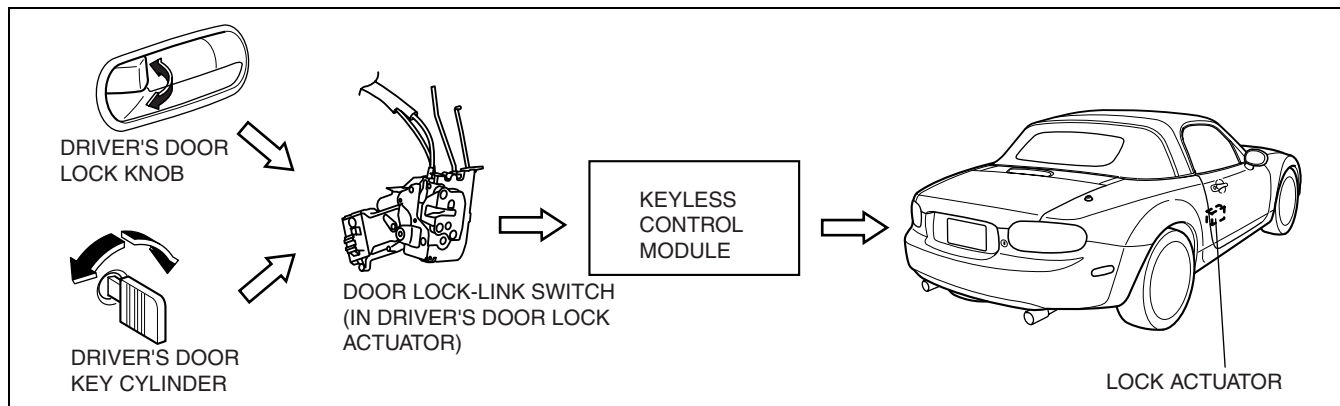 DRIVER'S DOOR
LOCK KNOB
DRIVER'S DOOR
KEY CYLINDER
DOOR LOCK-LINK SWITCH
(IN DRIVER'S DOOR LOCK
ACTUATOR)
KEYLESS
CONTROL
MODULE
LOCK ACTUATOR